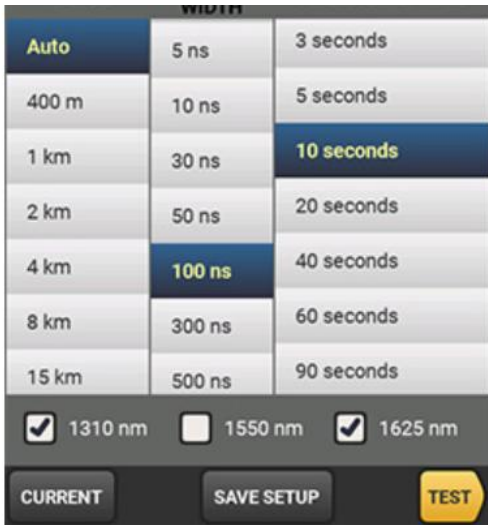 WIDTH
Auto
400 m
1 km
2 km
4 km
8 km
15 km
5 ns
10 ns
30 ns
50 ns
100 ns
300 ns
500 ns
3 seconds
5 seconds
10 seconds
20 seconds
40 seconds
60 seconds
90 seconds
1310 nm 1550 nm 1625 nm
CURRENT SAVE SETUP TEST